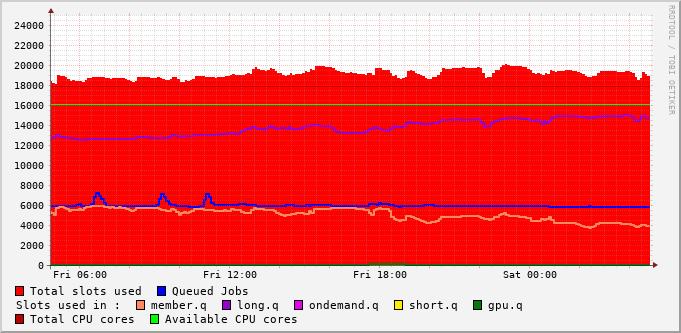 24000
22000
20000
18000
16000
14000
12000
10000
8000
6000
4000
2000
0
Fri 06:00 Fri 12:00 Fri 18:00 Sat 00:00
Total slots used Queued Jobs
Slots used in : member.q long.q ondemand.q short.q gpu.q
Total CPU cores Available CPU cores
RRDTOOL / TOBI OETIKER